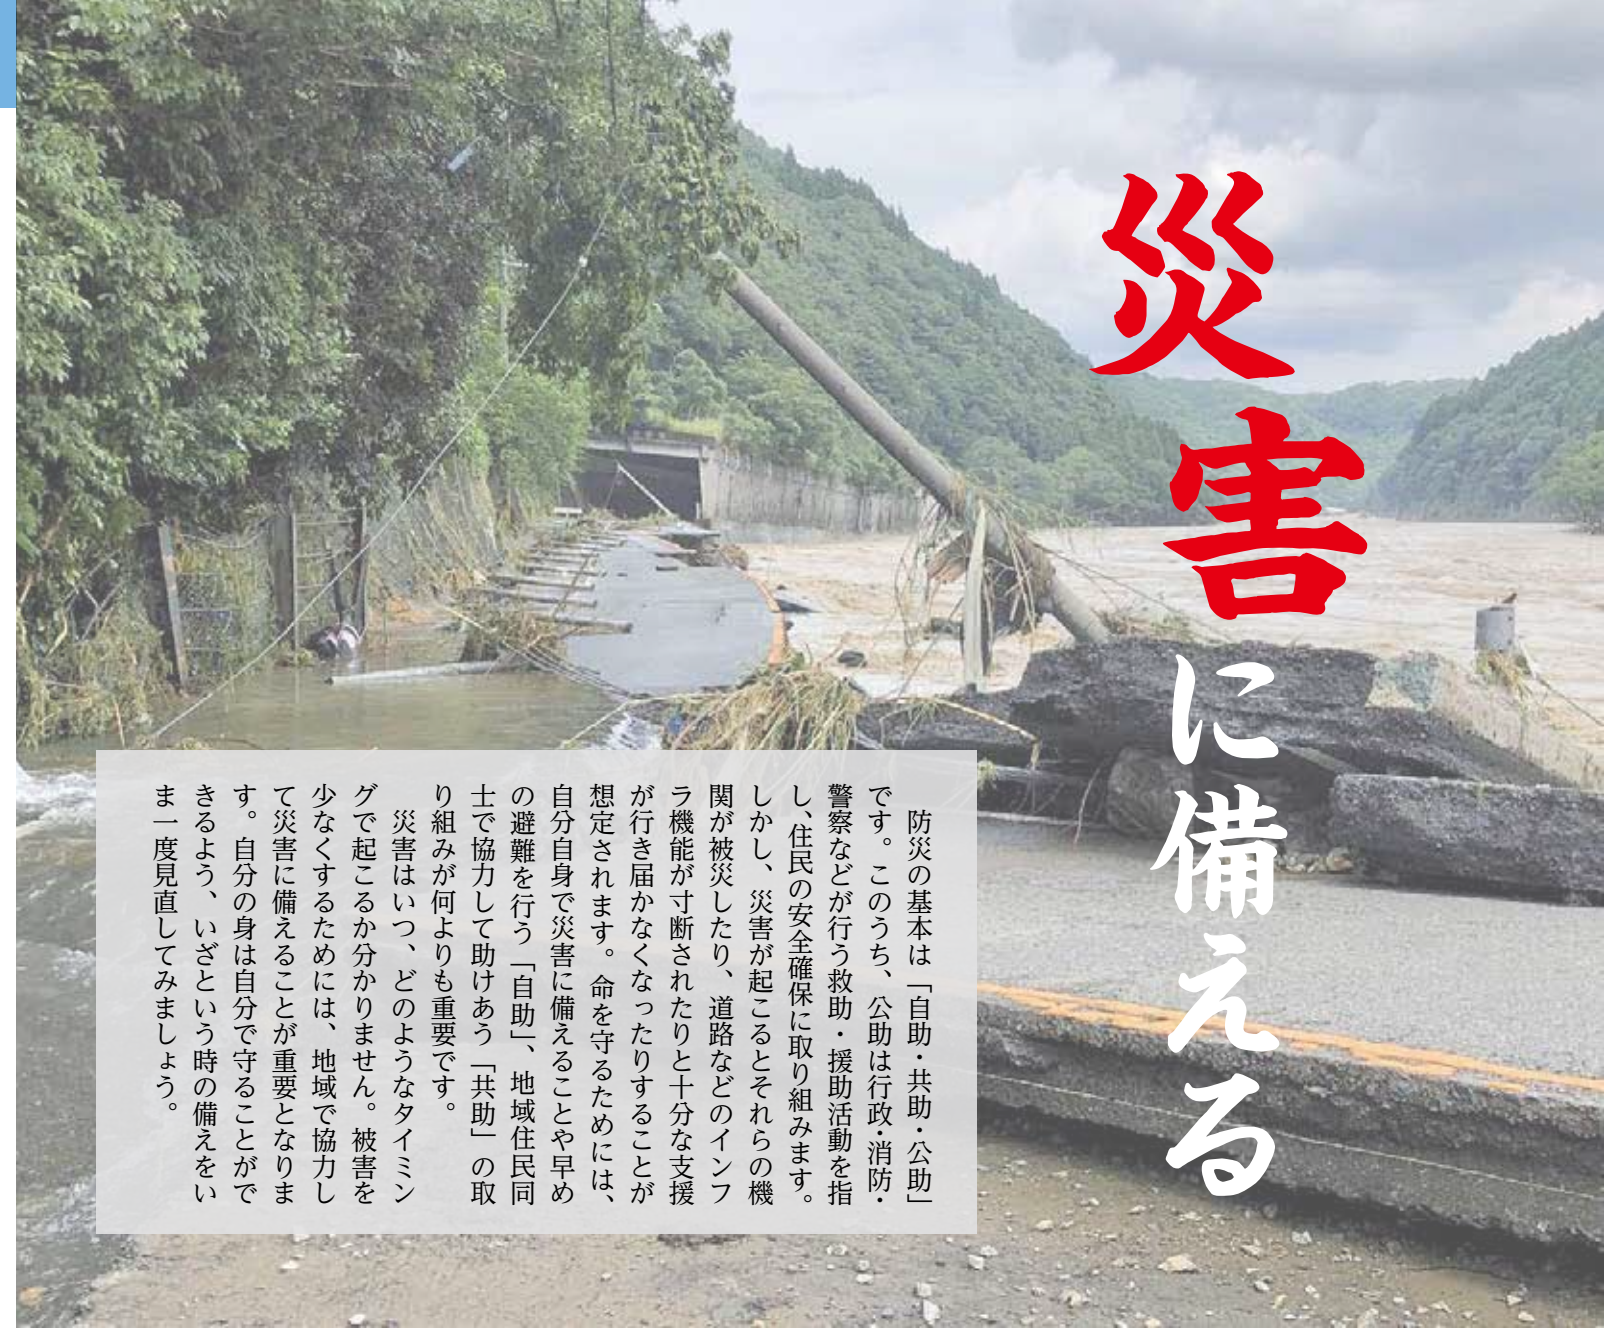 災害に備える
防災の基本は「自助・共助・公助」
です。このうち、公助は行政・消防・
警察などが行う救助・援助活動を指
し、住民の安全確保に取り組みます。
しかし、災害が起こるとそれらの機
関が被災したり、道路などのインフ
ラ機能が寸断されたりと十分な支援
が行き届かなくなったりすることが
想定されます。命を守るためには、
自分自身で災害に備えることや早め
の避難を行う「自助」、地域住民同
士で協力して助けあう「共助」の取
り組みが何よりも重要です。
災害はいつ、どのようなタイミン
グで起こるか分かりません。被害を
少なくするためには、地域で協力し
て災害に備えることが重要となりま
す。自分の身は自分で守ることがで
きるよう、いざという時の備えをい
ま一度見直してみましょう。